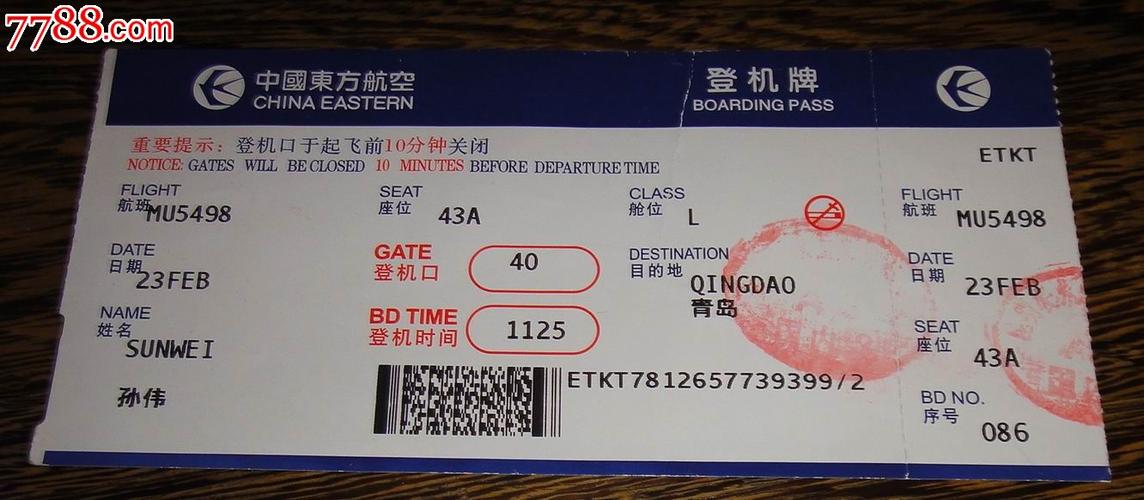 7788.com
中國東方航空
CHINA EASTERN
登机牌
BOARDING PASS
重要提示：登机口于起飞前10分钟关闭
NOTICE: GATES WILL BE CLOSED 10 MINUTES BEFORE DEPARTURE TIME
ETKT
FLIGHT
航班 MU5498
SEAT
座位 43A
CLASS
舱位 L
FLIGHT
航班 MU5498
DATE
日期 23FEB
GATE
登机口 40
DESTINATION
目的地 QINGDAO
青岛
DATE
日期 23FEB
NAME
姓名 SUNWEI
孙伟
BD TIME
登机时间 1125
SEAT
座位 43A
ETKT7812657739399/2
BD NO.
序号 086